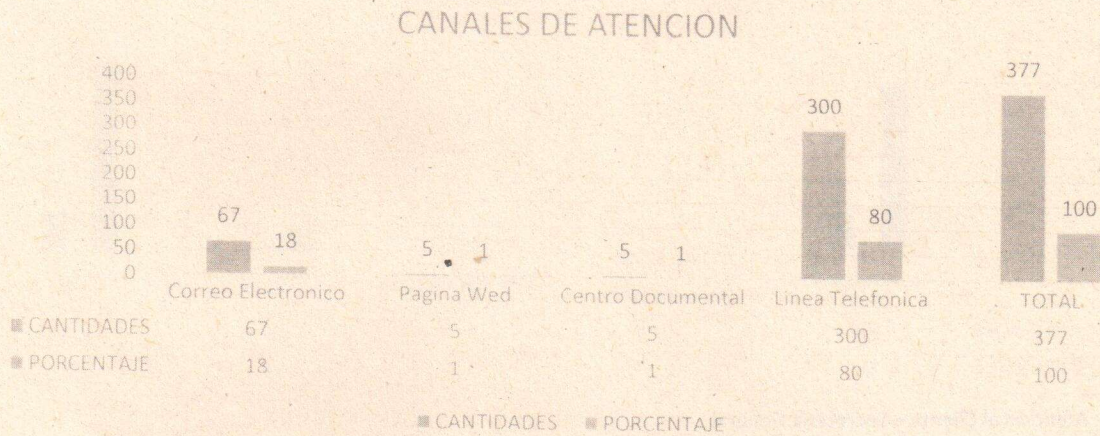 CANALES DE ATENCION
400
350
300
250
200
150
100
50
0
67 18 5 1 5 1 300 80 377 100
Correo Electronico Pagina Wed Centro Documental Linea Telefonica TOTAL
CANTIDADES 67 5 5 300 377
PORCENTAJE 18 1 1 80 100
CANTIDADES PORCENTAJE